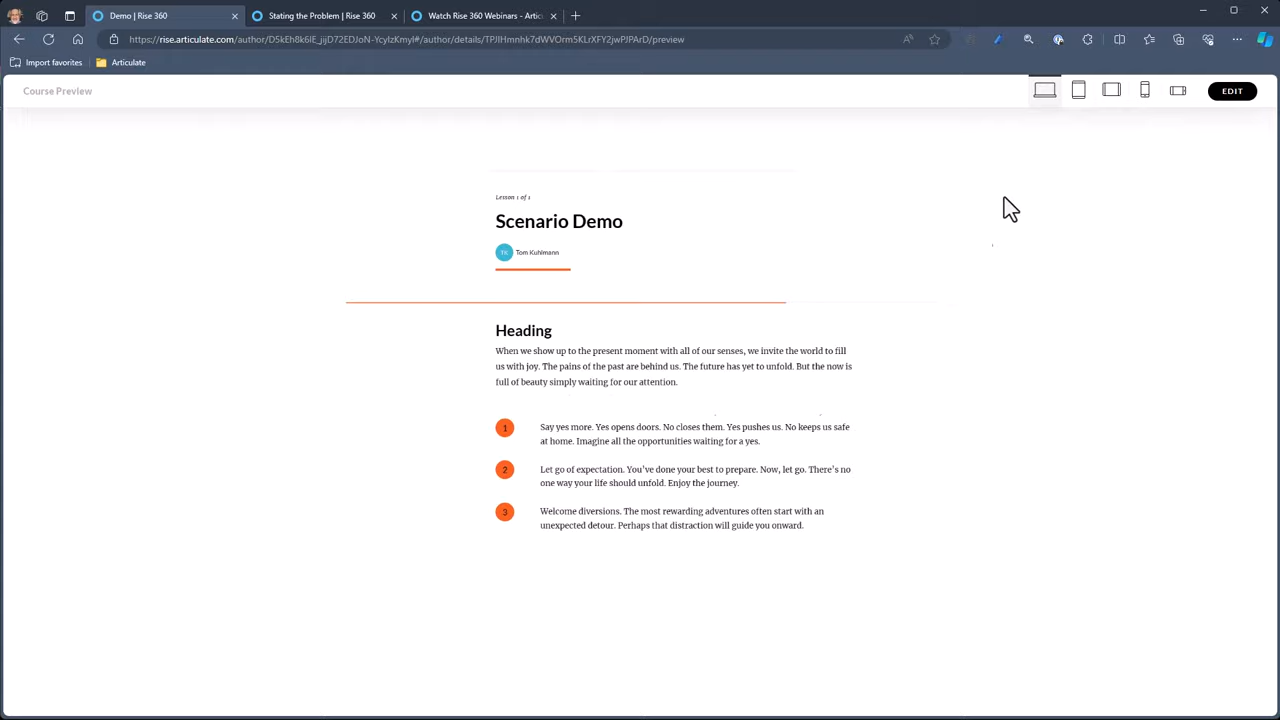 Demo | Rise 360
Stating the Problem | Rise 360
Watch Rise 360 Webinars - Artic
https://rise.articulate.com/author/D5kEh8k6IE_ijD72EDJoN-YcyIzKmyI#/author/details/TPJIHmnhk7dWVOrm5KLrXFY2jwPJPArD/preview
Import favorites
Articulate
Course Preview
EDIT
Lesson 1 of 1
Scenario Demo
TK
Tom Kuhlmann
Heading
When we show up to the present moment with all of our senses, we invite the world to fill
us with joy. The pains of the past are behind us. The future has yet to unfold. But the now is
full of beauty simply waiting for our attention.
1
Say yes more. Yes opens doors. No closes them. Yes pushes us. No keeps us safe
at home. Imagine all the opportunities waiting for a yes.
2
Let go of expectation. You've done your best to prepare. Now, let go. There's no
one way your life should unfold. Enjoy the journey.
3
Welcome diversions. The most rewarding adventures often start with an
unexpected detour. Perhaps that distraction will guide you onward.